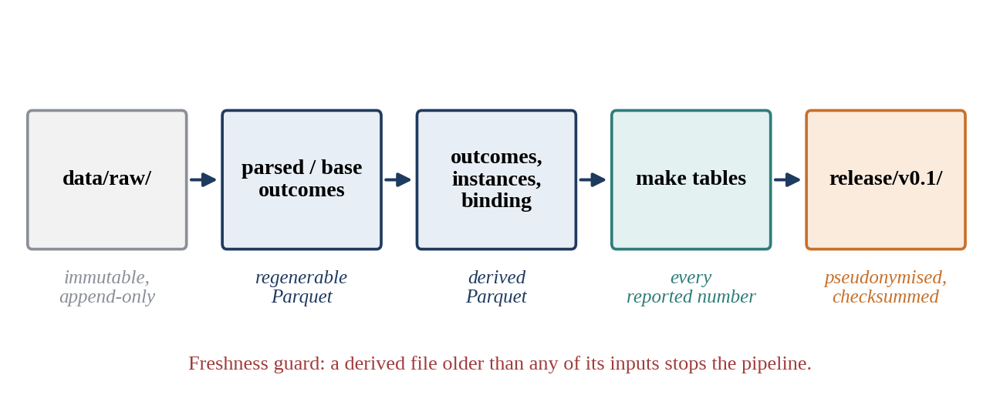 data/raw/
parsed / base
outcomes
outcomes,
instances,
binding
make tables
release/v0.1/
immutable,
append-only
regenerable
Parquet
derived
Parquet
every
reported number
pseudonymised,
checksummed
Freshness guard: a derived file older than any of its inputs stops the pipeline.